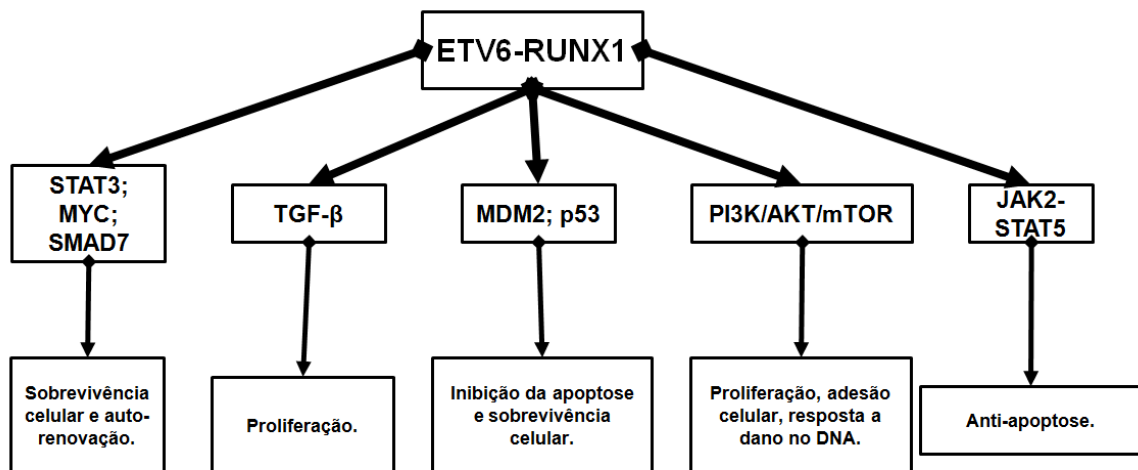 ETV6-RUNX1
STAT3;
MYC;
SMAD7
TGF-β
MDM2; p53
PI3K/AKT/mTOR
JAK2-
STAT5
Sobrevivência
celular e auto-
renovação.
Proliferação.
Inibição da apoptose
e sobrevivência
celular.
Proliferação, adesão
celular, resposta a
dano no DNA.
Anti-apoptose.